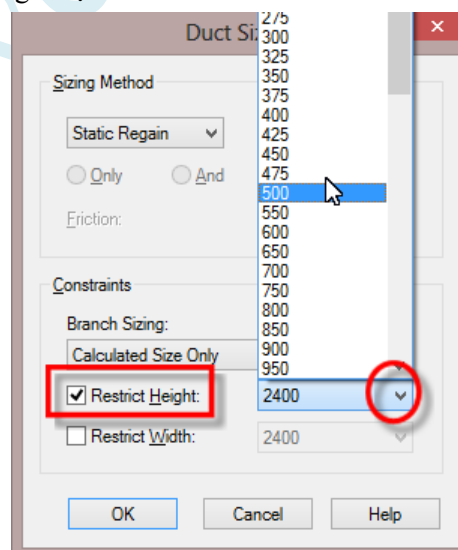 Duct Si
Sizing Method
Static Regain
Only And
Friction:
275
300
325
350
375
400
425
450
475
500
550
600
650
700
750
800
850
900
950
Constraints
Branch Sizing:
Calculated Size Only
Restrict Height:
2400
Restrict Width:
2400
OK Cancel Help